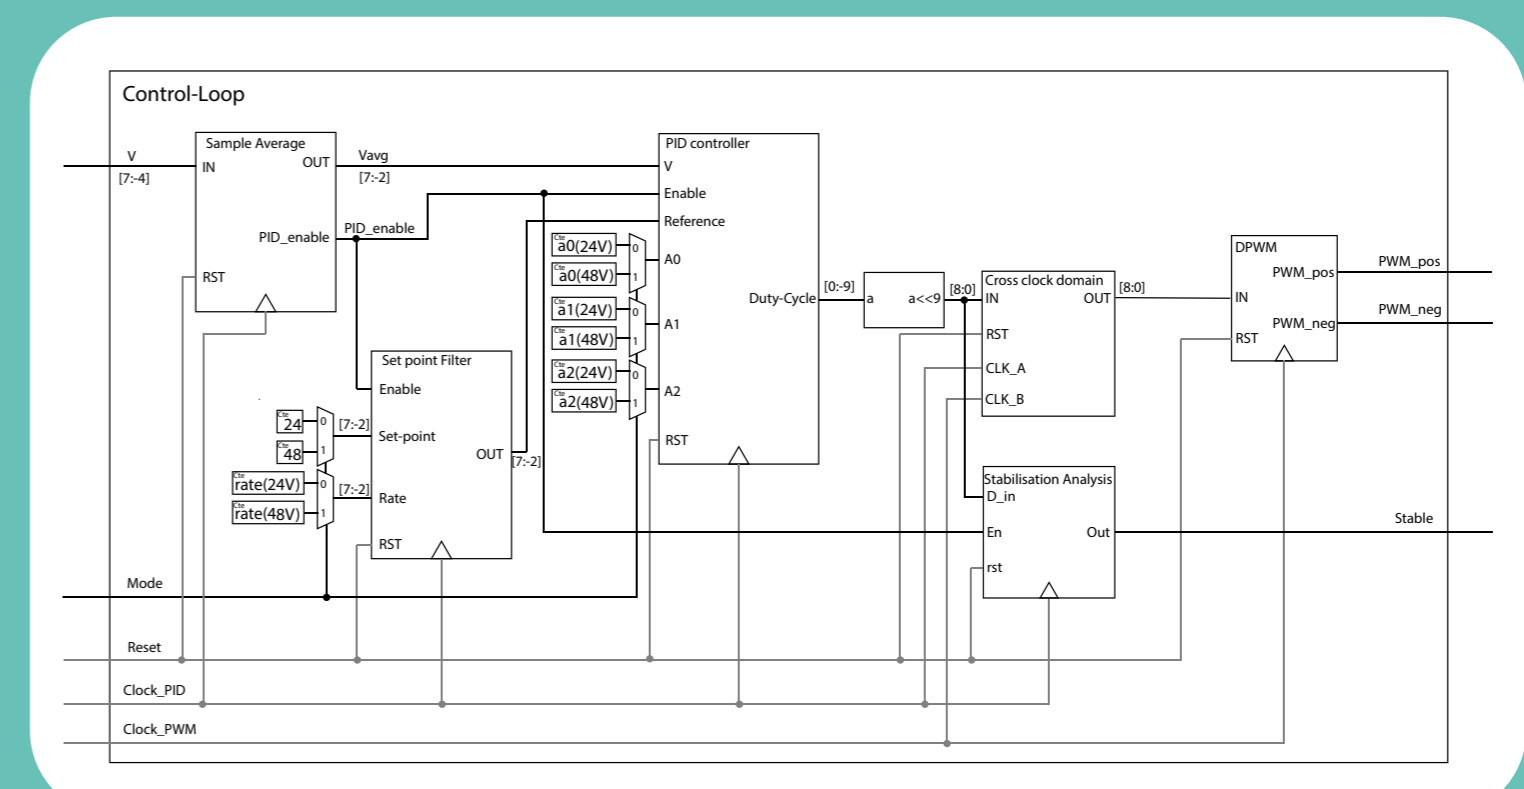 Control-Loop
Sample Average
V
[7:-4]
IN
OUT
PID_enable
RST
Vavg
[7:-2]
PID_enable
PID controller
V
Enable
Reference
A0
A1
A2
RST
Duty-Cycle
Cte
a0(24V)
0
Cte
a0(48V)
1
Cte
a1(24V)
0
Cte
a1(48V)
1
Cte
a2(24V)
0
Cte
a2(48V)
1
[0:-9]
a
a<<9
[8:0]
Cross clock domain
IN
OUT
RST
CLK_A
CLK_B
[8:0]
DPWM
PWM_pos
IN
PWM_neg
RST
PWM_pos
PWM_neg
Set point Filter
Enable
Set-point
OUT
Rate
RST
[7:-2]
Cte
24
0
Cte
48
1
[7:-2]
Cte
rate(24V)
0
Cte
rate(48V)
1
[7:-2]
Stabilisation Analysis
D_in
En
Out
rst
Stable
Mode
Reset
Clock_PID
Clock_PWM